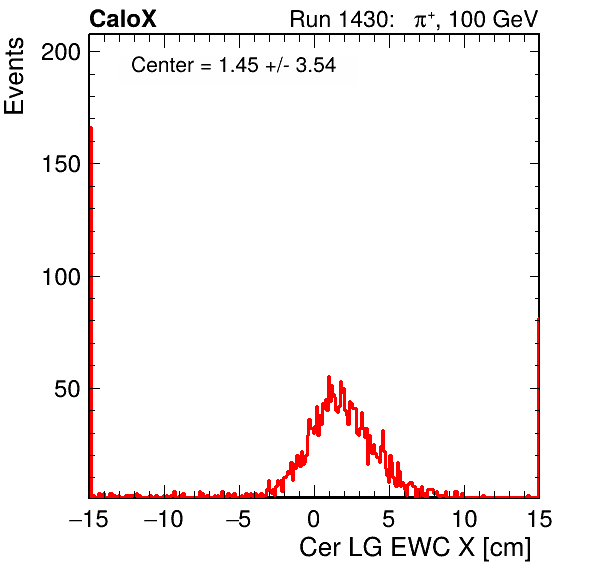 CaloX
Run 1430: π⁺, 100 GeV
Events
200
Center = 1.45 +/- 3.54
150
100
50
−15 −10 −5 0 5 10 15
Cer LG EWC X [cm]